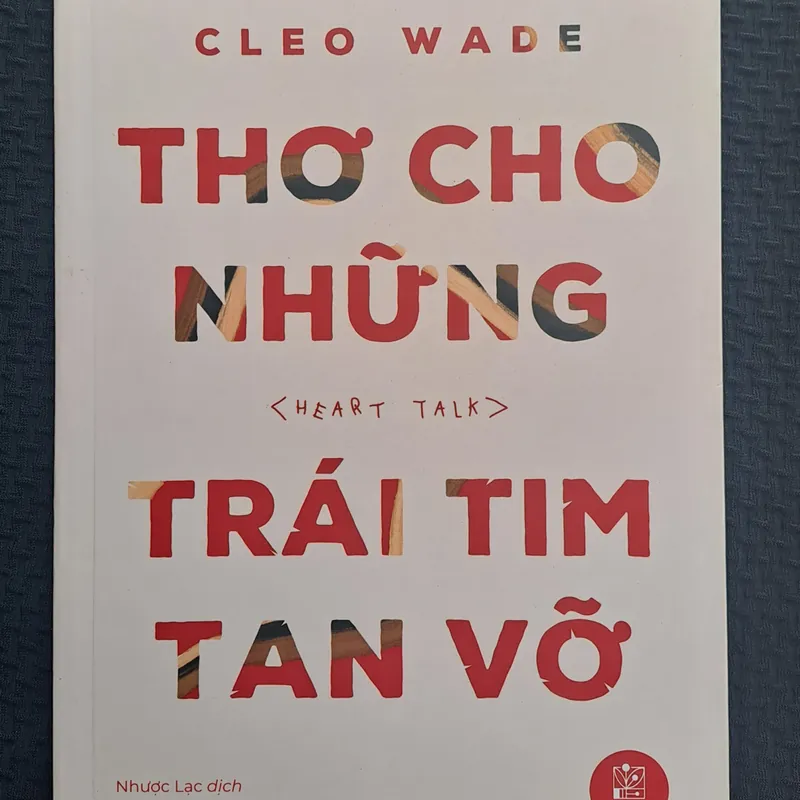 CLEO WADE
THƠ CHO
NHỮNG
<HEART TALK>
TRÁI TIM
TAN VỠ
Nhược Lạc dịch